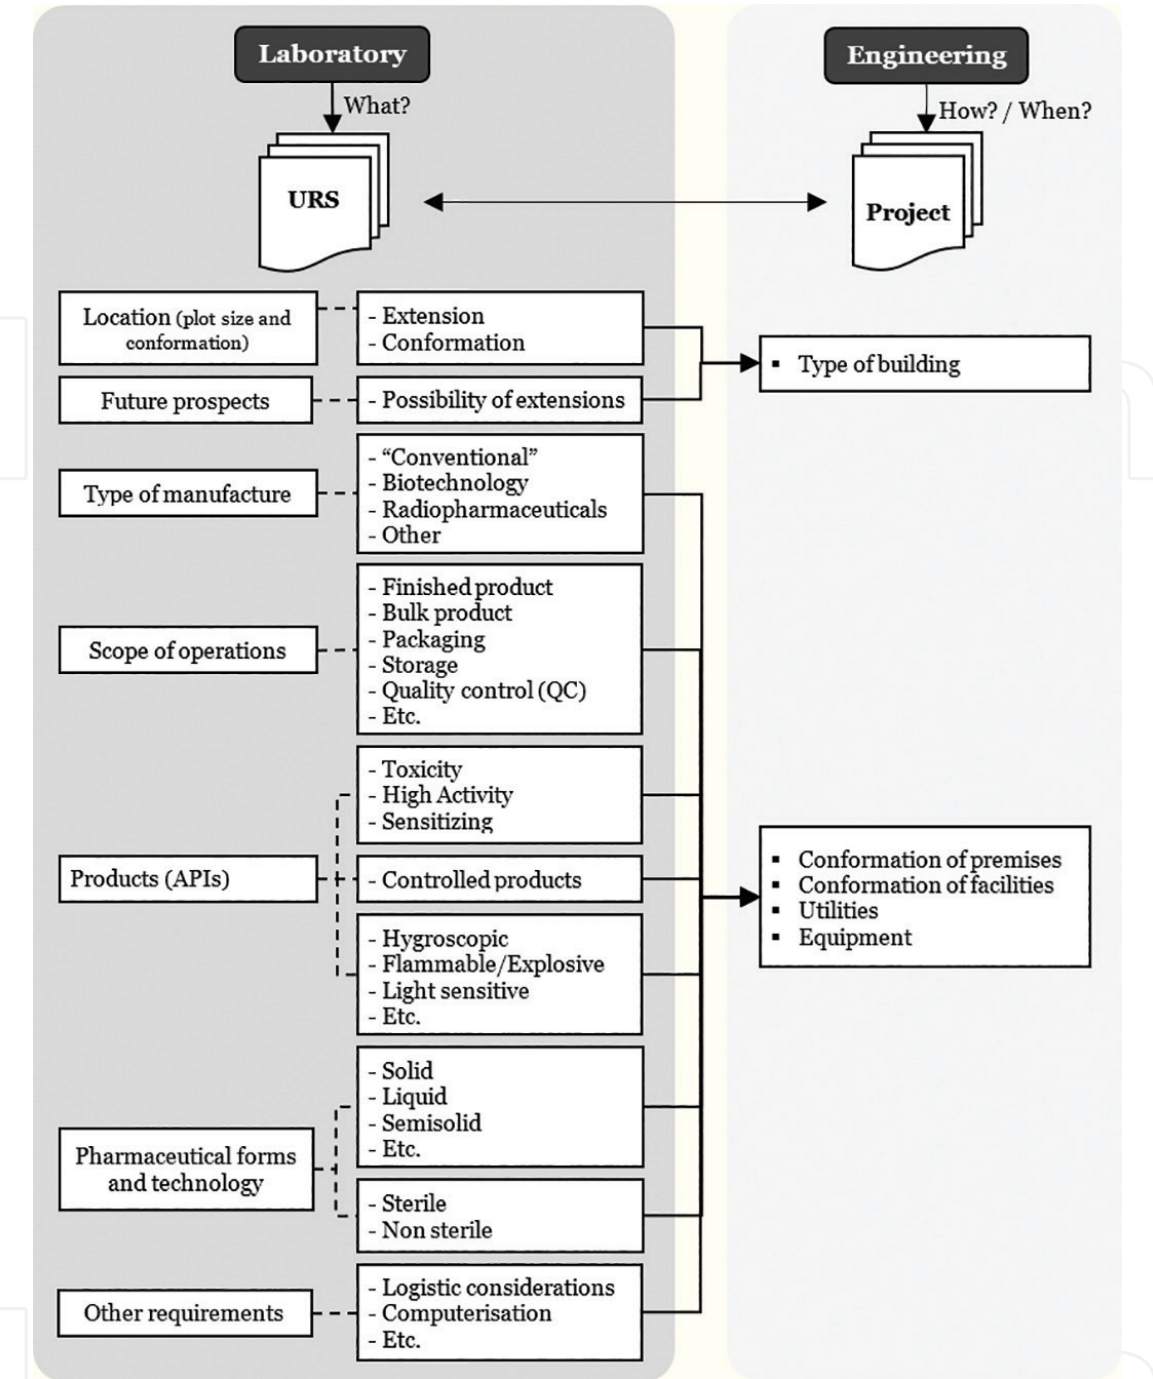 Laboratory
Engineering
What?
How? / When?
URS
Project
Location (plot size and
conformation)
- Extension
- Conformation
▪ Type of building
Future prospects
- Possibility of extensions
Type of manufacture
- “Conventional”
- Biotechnology
- Radiopharmaceuticals
- Other
Scope of operations
- Finished product
- Bulk product
- Packaging
- Storage
- Quality control (QC)
- Etc.
Products (APIs)
- Toxicity
- High Activity
- Sensitizing
- Controlled products
- Hygroscopic
- Flammable/Explosive
- Light sensitive
- Etc.
▪ Conformation of premises
▪ Conformation of facilities
▪ Utilities
▪ Equipment
Pharmaceutical forms
and technology
- Solid
- Liquid
- Semisolid
- Etc.
- Sterile
- Non sterile
Other requirements
- Logistic considerations
- Computerisation
- Etc.